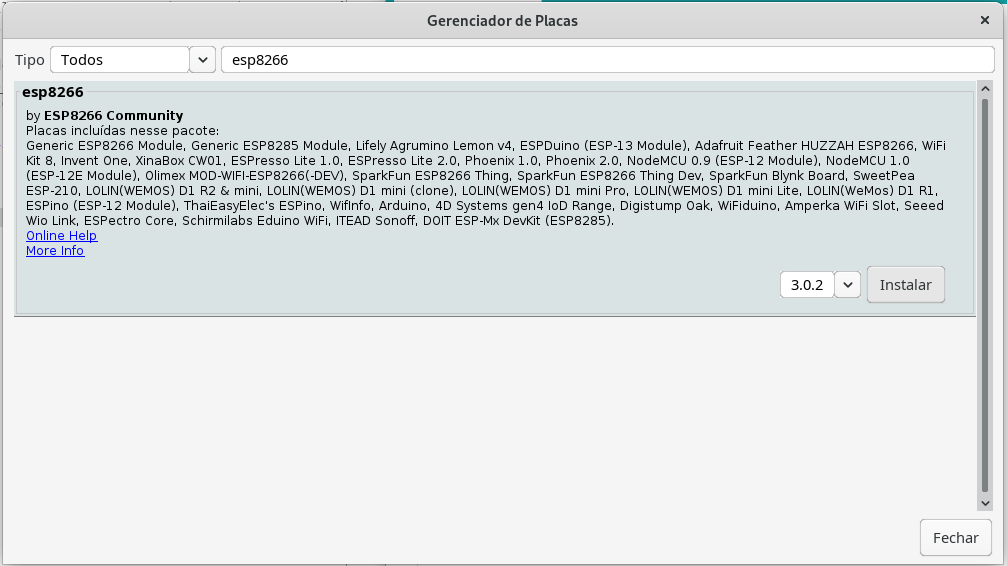 Gerenciador de Placas
Tipo Todos esp8266
esp8266
by ESP8266 Community
Placas incluídas nesse pacote:
Generic ESP8266 Module, Generic ESP8285 Module, Lifely Agrumino Lemon v4, ESPDuino (ESP-13 Module), Adafruit Feather HUZZAH ESP8266, WiFi
Kit 8, Invent One, XinaBox CW01, ESPresso Lite 1.0, ESPresso Lite 2.0, Phoenix 1.0, Phoenix 2.0, NodeMCU 0.9 (ESP-12 Module), NodeMCU 1.0
(ESP-12E Module), Olimex MOD-WIFI-ESP8266(-DEV), SparkFun ESP8266 Thing, SparkFun ESP8266 Thing Dev, SparkFun Blynk Board, SweetPea
ESP-210, LOLIN(WEMOS) D1 R2 & mini, LOLIN(WEMOS) D1 mini (clone), LOLIN(WEMOS) D1 mini Pro, LOLIN(WEMOS) D1 mini Lite, LOLIN(WeMos) D1 R1,
ESPino (ESP-12 Module), ThaiEasyElec's ESPino, WifInfo, Arduino, 4D Systems gen4 IoD Range, Digistump Oak, WiFiduino, Amperka WiFi Slot, Seeed
Wio Link, ESPectro Core, Schirmilabs Eduino WiFi, ITEAD Sonoff, DOIT ESP-Mx DevKit (ESP8285).
Online Help
More Info
3.0.2 Instalar
Fechar